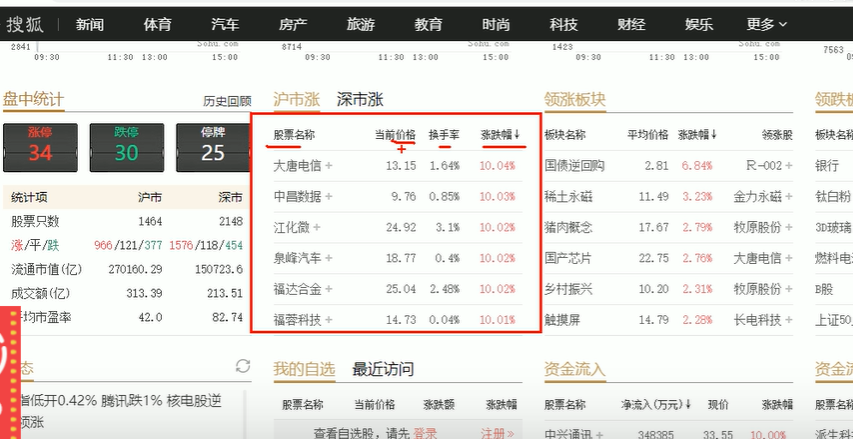 搜狐 新闻 体育 汽车 房产 旅游 教育 时尚 科技 财经 娱乐 更多
2841 Sohu.com 8714 Sohu.com 1423 Sohu.com 7563
09:30 11:30 13:00 15:00 09:30 11:30 13:00 15:00 09:30 11:30 13:00 15:00
盘中统计 历史回顾 沪市涨 深市涨 领涨板块 领跌板
涨停 跌停 停牌
34 30 25
股票名称 当前价格 换手率 涨跌幅↓ 板块名称 平均价格 涨跌幅↓ 领涨股 板块名称
大唐电信+ 13.15 1.64% 10.04% 国债逆回购 2.81 6.84% R-002+ 银行
统计项 沪市 深市
中昌数据+ 9.76 0.85% 10.03% 稀土永磁 11.49 3.23% 金力永磁+ 钛白粉
股票只数 1464 2148
江化微+ 24.92 3.1% 10.02% 猪肉概念 17.67 2.79% 牧原股份+ 3D玻璃
涨/平/跌 966/121/377 1576/118/454
泉峰汽车+ 18.77 0.4% 10.02% 国产芯片 22.75 2.76% 大唐电信+ 燃料电
流通市值(亿) 270160.29 150723.6
福达合金+ 25.04 2.48% 10.02% 乡村振兴 10.20 2.31% 牧原股份+ B股
成交额(亿) 313.39 213.51
福蓉科技+ 14.73 0.04% 10.01% 触摸屏 14.79 2.28% 长电科技+ 上证50
均市盈率 42.0 82.74
态 我的自选 最近访问 资金流入 资金流
指低开0.42% 腾讯跌1% 核电股逆
领涨
股票名称 当前价格 涨跌额 涨跌幅 股票名称 净流入(万元)↓ 现价 涨跌幅 股票名称
查看自选股，请先 登录 注册» 中兴通讯+ 348385 33.55 10.00% 派生科